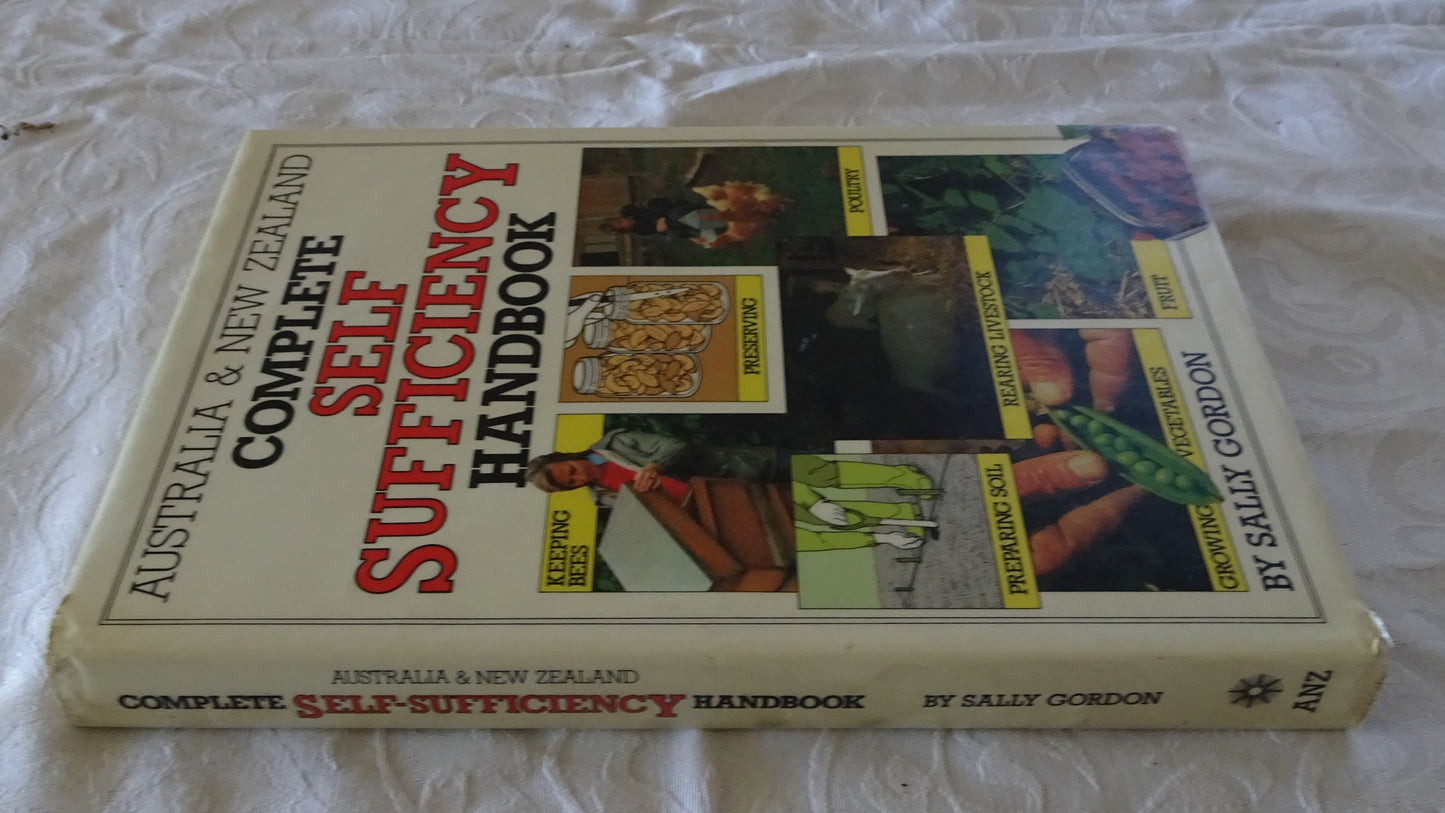 AUSTRALIA & NEW ZEALAND
COMPLETE
SELF
SUFFICIENCY
HANDBOOK
KEEPING
BEES
PRESERVING
POULTRY
PREPARING SOIL
REARING LIVESTOCK
FRUIT
GROWING VEGETABLES
BY SALLY GORDON
AUSTRALIA & NEW ZEALAND
COMPLETE SELF-SUFFICIENCY HANDBOOK BY SALLY GORDON
ANZ